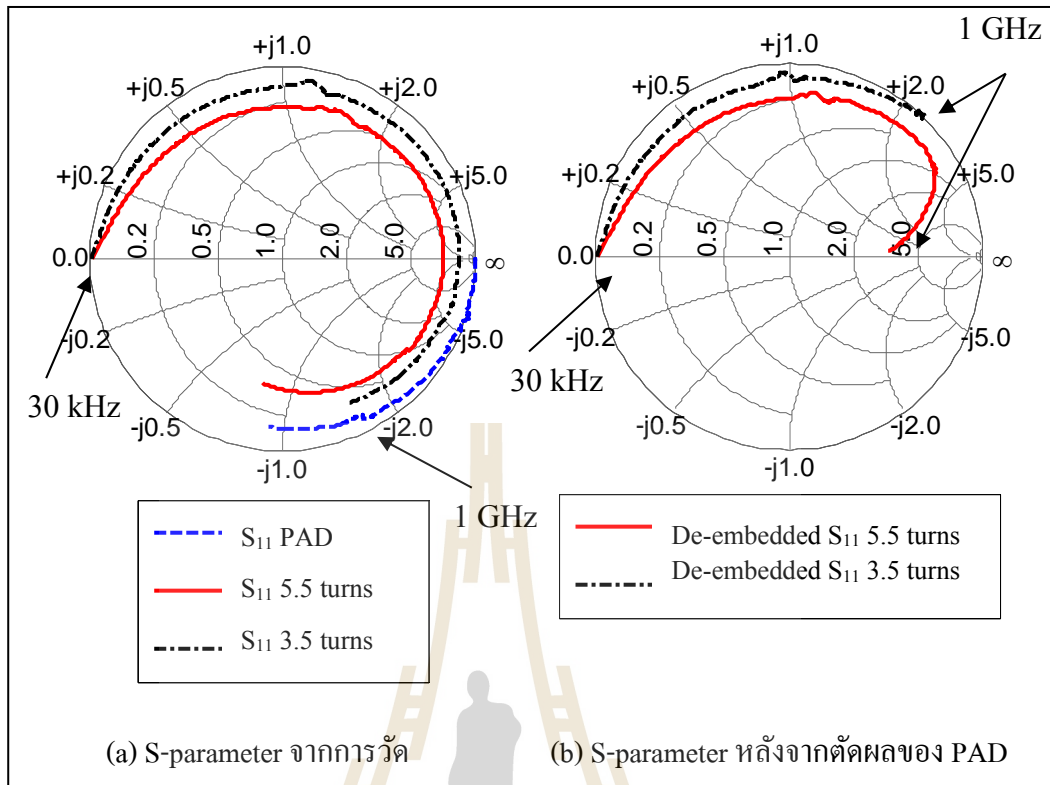 1 GHz
+j1.0
+j0.5
+j2.0
+j0.2
+j5.0
0.0
0.2
0.5
1.0
2.0
5.0
∞
-j0.2
-j5.0
-j0.5
-j2.0
-j1.0
30 kHz
1 GHz
+j1.0
+j0.5
+j2.0
+j0.2
+j5.0
0.0
0.2
0.5
1.0
2.0
5.0
∞
-j0.2
-j5.0
-j0.5
-j2.0
-j1.0
30 kHz
S₁₁ PAD
S₁₁ 5.5 turns
S₁₁ 3.5 turns
De-embedded S₁₁ 5.5 turns
De-embedded S₁₁ 3.5 turns
(a) S-parameter จากการวัด
(b) S-parameter หลังจากตัดผลของ PAD